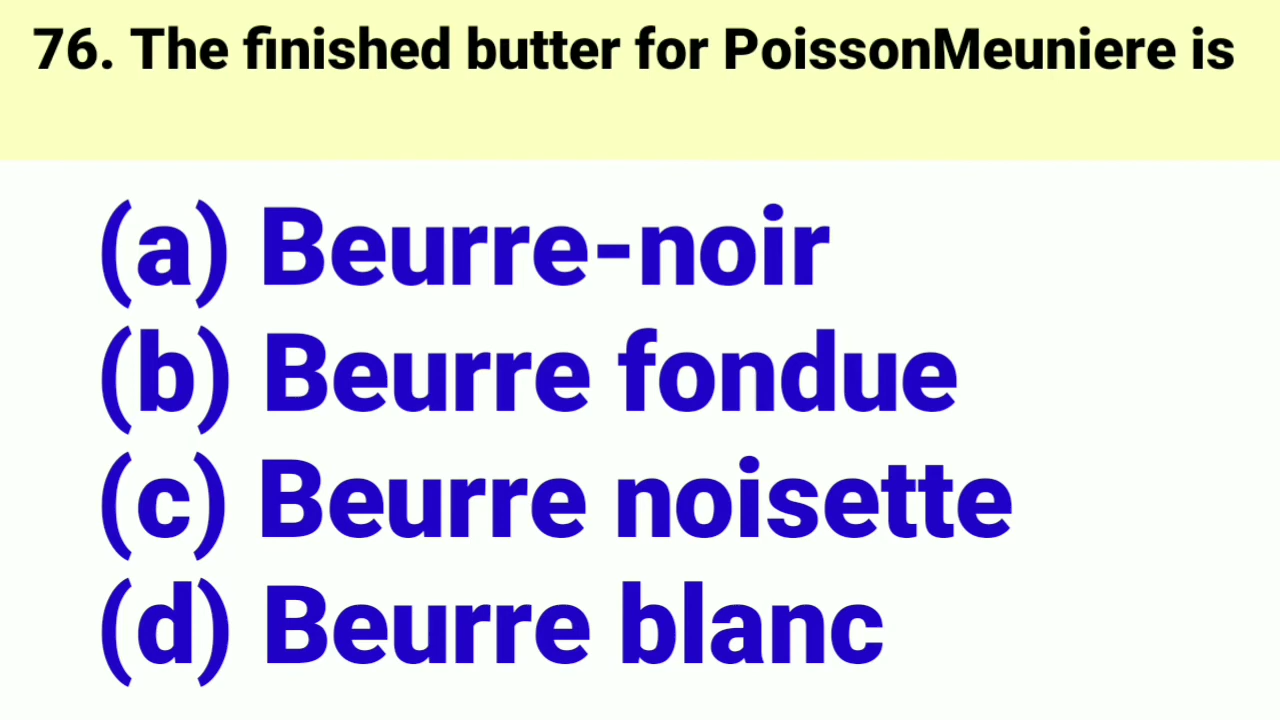 76. The finished butter for PoissonMeuniere is
(a) Beurre-noir
(b) Beurre fondue
(c) Beurre noisette
(d) Beurre blanc